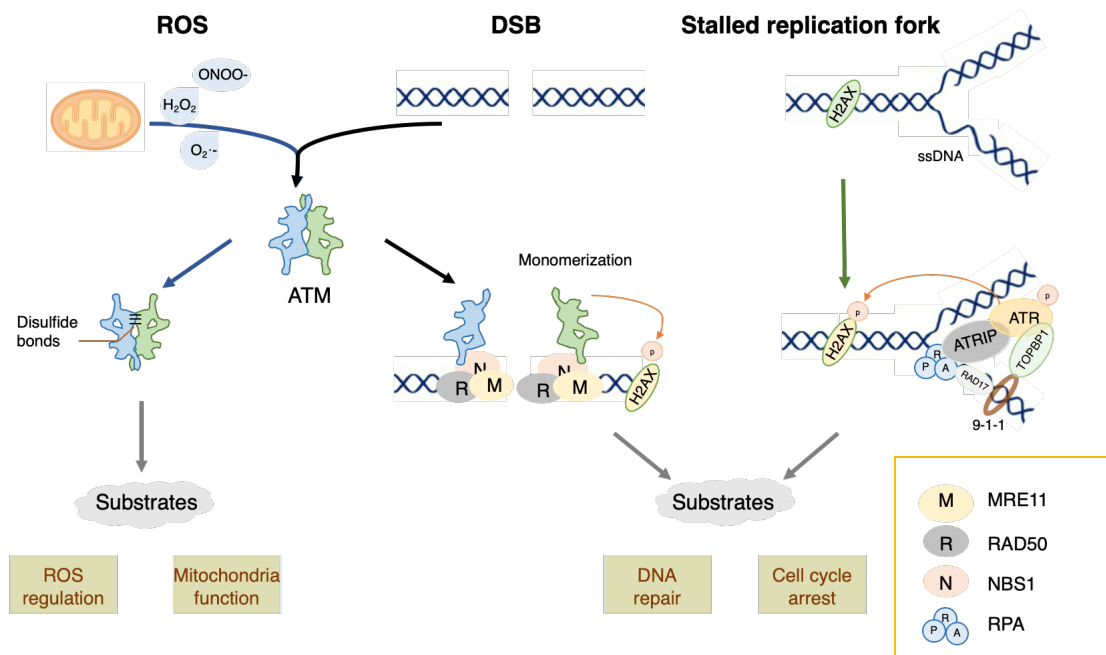 ROS
DSB
Stalled replication fork
ONOO-
H₂O₂
O₂·-
H2AX
ssDNA
ATM
Monomerization
Disulfide
bonds
N
R
M
N
R
M
p
H2AX
p
H2AX
p
ATR
ATRIP
TOPBP1
R
P
A
RAD17
9-1-1
Substrates
Substrates
ROS
regulation
Mitochondria
function
DNA
repair
Cell cycle
arrest
M
MRE11
R
RAD50
N
NBS1
R
P
A
RPA